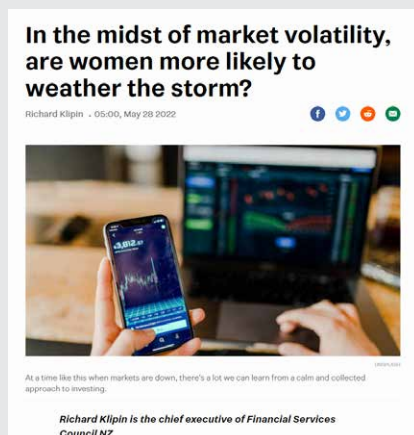 In the midst of market volatility,
are women more likely to
weather the storm?
Richard Klipin • 05:00, May 28 2022
UNSPLASH
At a time like this when markets are down, there's a lot we can learn from a calm and collected
approach to investing.
Richard Klipin is the chief executive of Financial Services
Council NZ